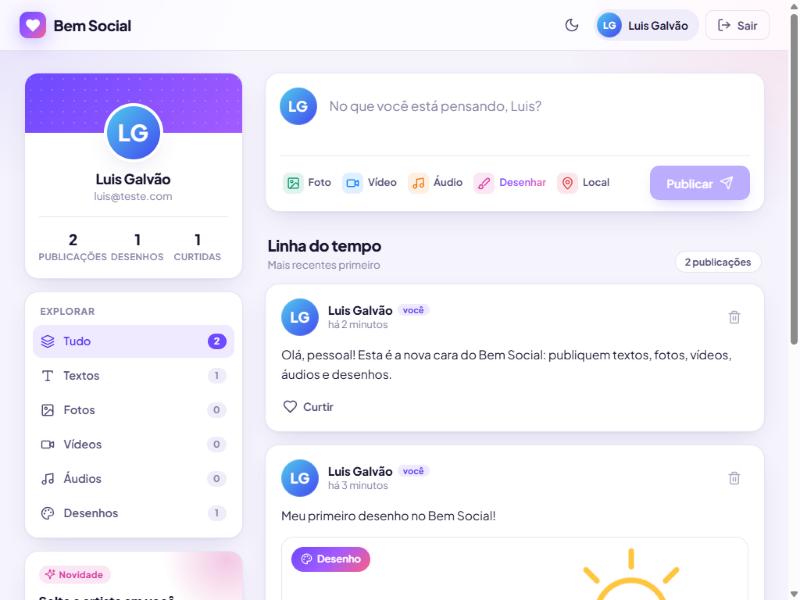 Bem Social
LG Luis Galvão
Sair
LG
Luis Galvão
luis@teste.com
2 1 1
PUBLICAÇÕES DESENHOS CURTIDAS
EXPLORAR
Tudo 2
Textos 1
Fotos 0
Vídeos 0
Áudios 0
Desenhos 1
Novidade
LG No que você está pensando, Luis?
Foto Vídeo Áudio Desenhar Local Publicar
Linha do tempo
Mais recentes primeiro
2 publicações
LG Luis Galvão você
há 2 minutos
Olá, pessoal! Esta é a nova cara do Bem Social: publiquem textos, fotos, vídeos,
áudios e desenhos.
Curtir
LG Luis Galvão você
há 3 minutos
Meu primeiro desenho no Bem Social!
Desenho